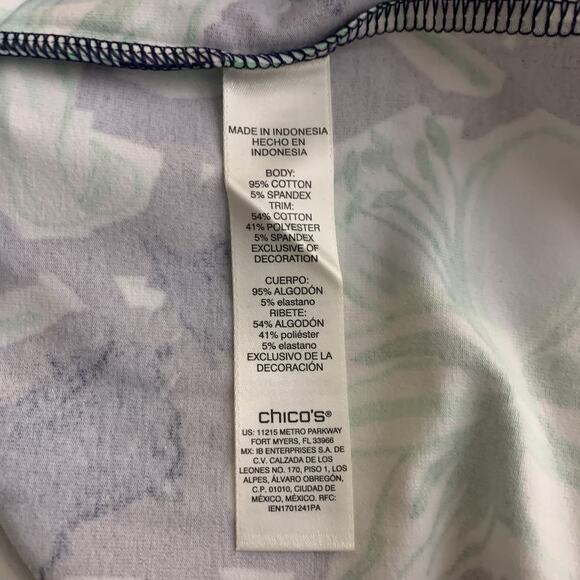 MADE IN INDONESIA
HECHO EN
INDONESIA
BODY:
95% COTTON
5% SPANDEX
TRIM:
54% COTTON
41% POLYESTER
5% SPANDEX
EXCLUSIVE OF
DECORATION
CUERPO:
95% ALGODÓN
5% elastano
RIBETE:
54% ALGODÓN
41% poliéster
5% elastano
EXCLUSIVO DE LA
DECORACIÓN
chico's®
US: 11215 METRO PARKWAY
FORT MYERS, FL 33966
MX: IB ENTERPRISES S.A. DE
C.V. CALZADA DE LOS
LEONES NO. 170, PISO 1, LOS
ALPES, ÁLVARO OBREGÓN,
C.P. 01010, CIUDAD DE
MÉXICO, MÉXICO. RFC:
IEN1701241PA